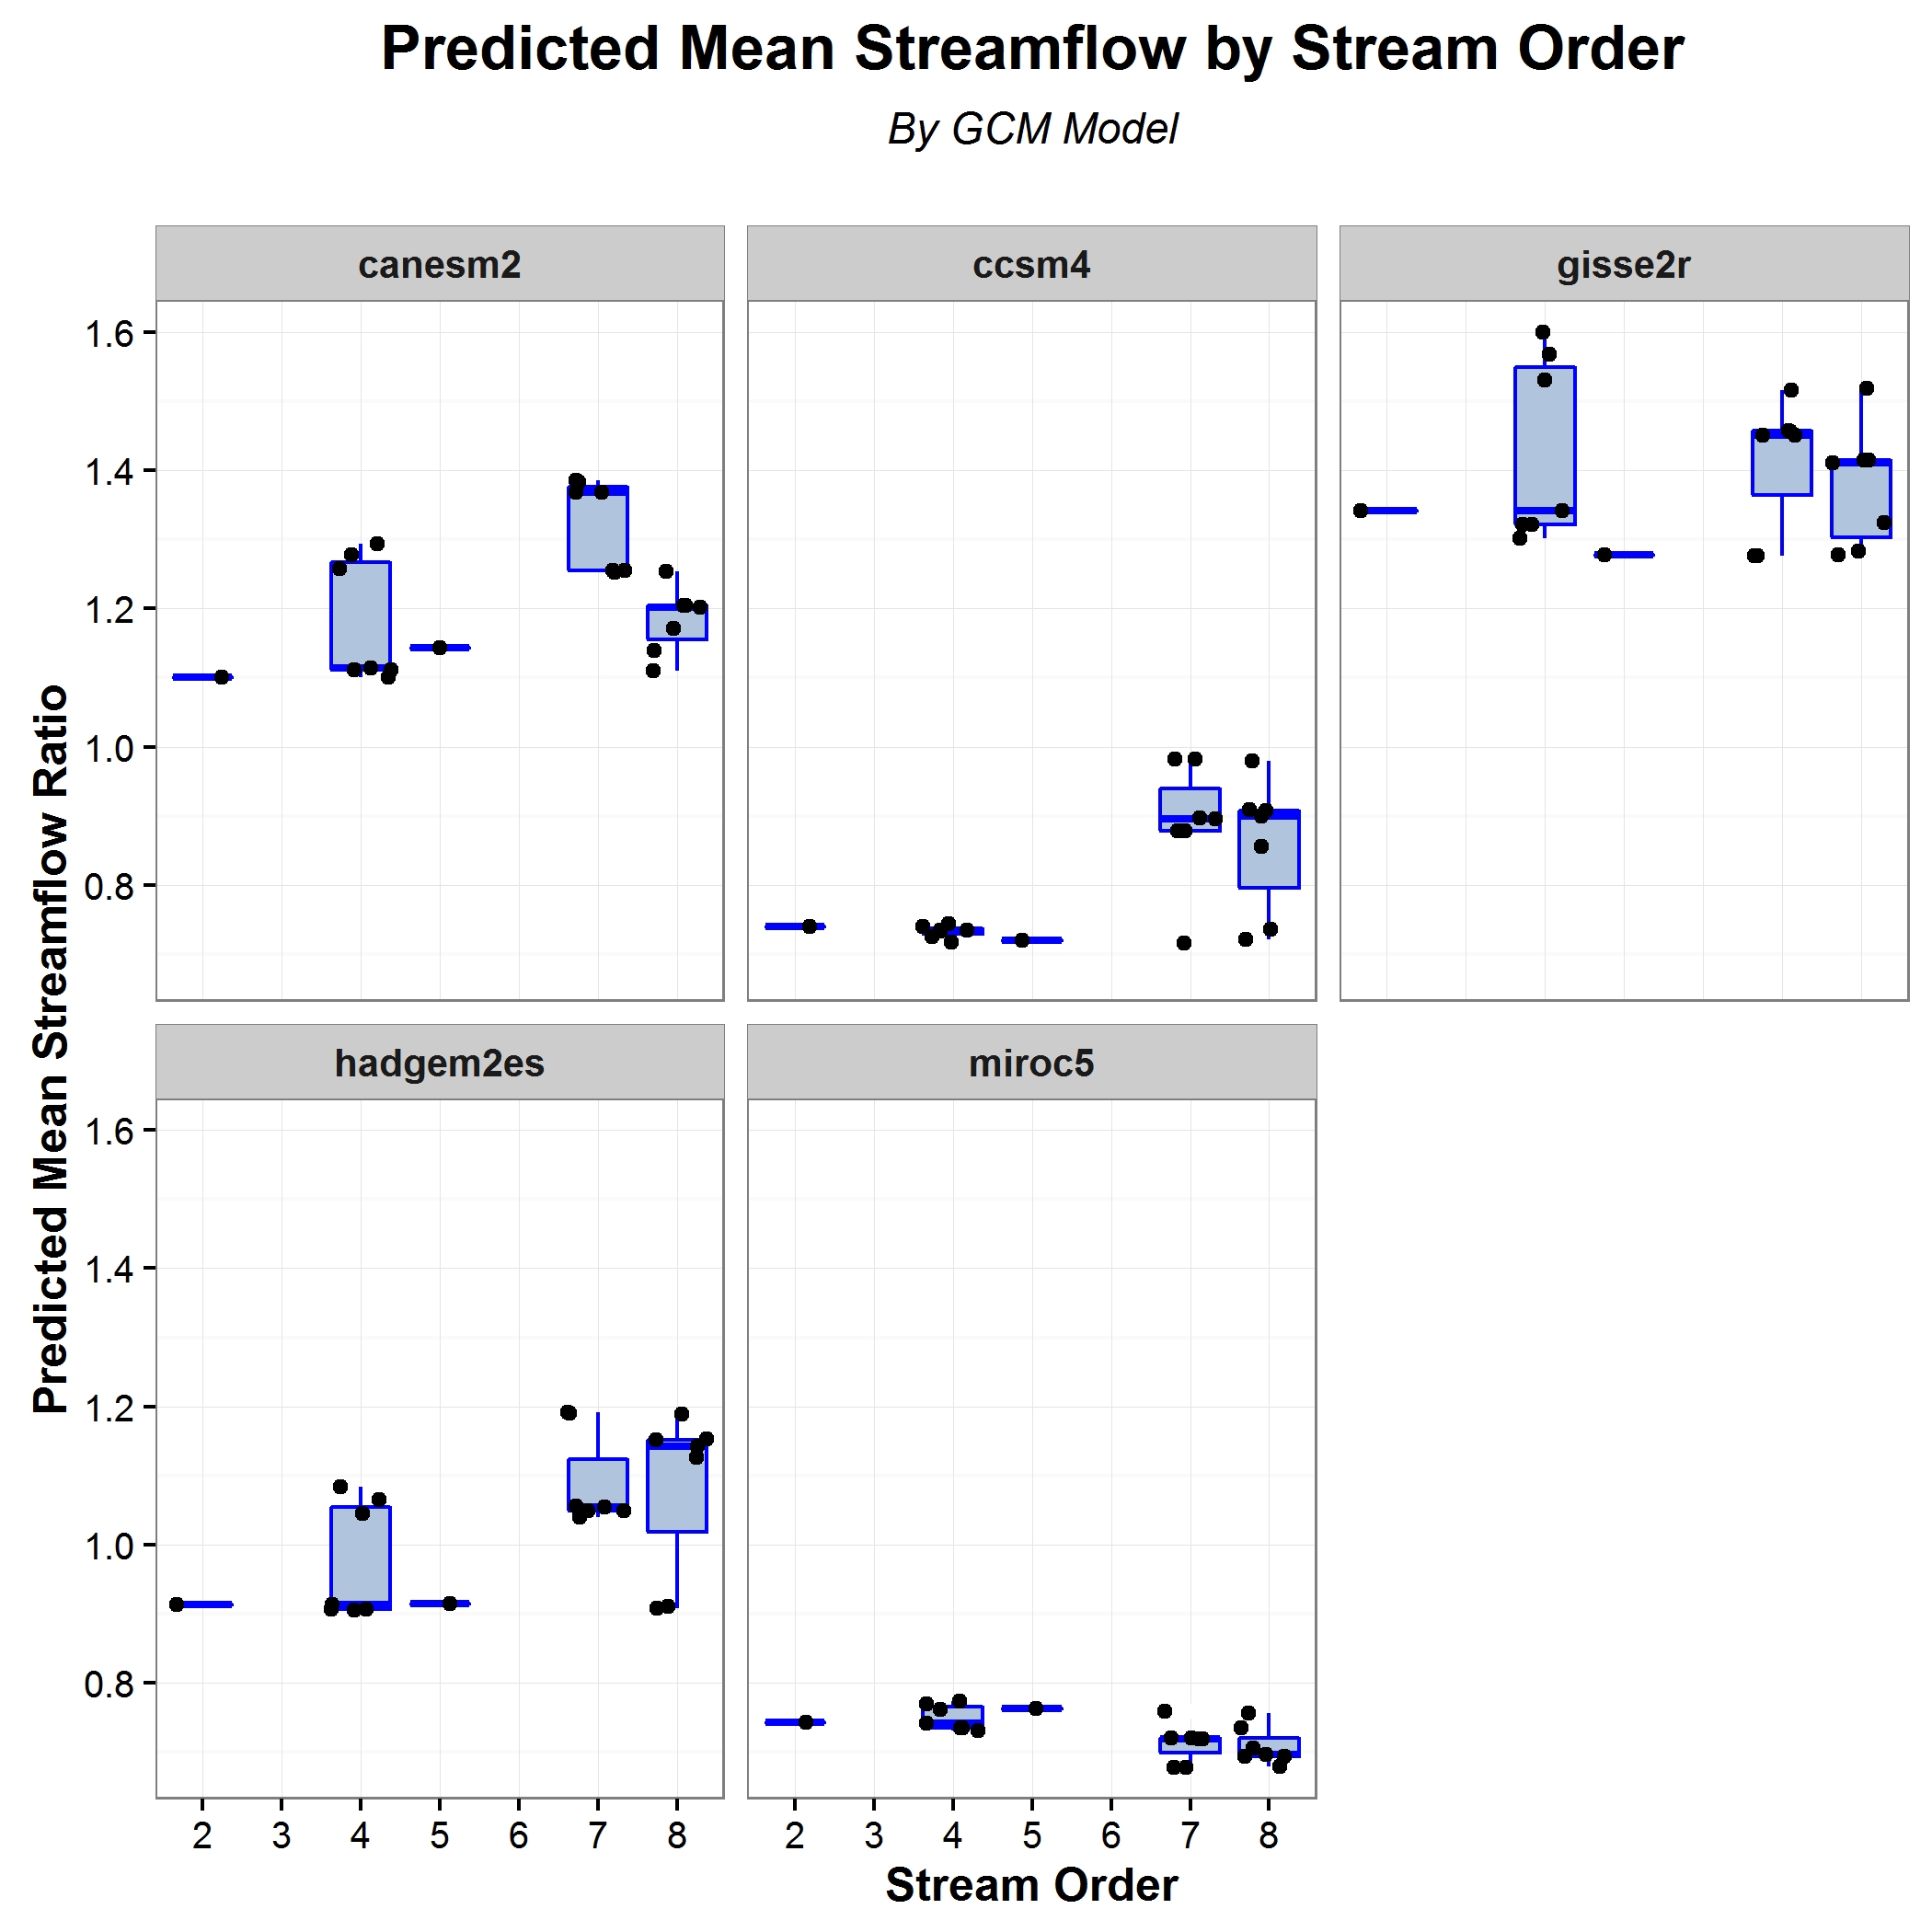 Predicted Mean Streamflow by Stream Order
By GCM Model
canesm2
ccsm4
gisse2r
1.6
1.4
1.2
1.0
0.8
hadgem2es
miroc5
1.6
1.4
1.2
1.0
0.8
2 3 4 5 6 7 8
2 3 4 5 6 7 8
Stream Order
Predicted Mean Streamflow Ratio